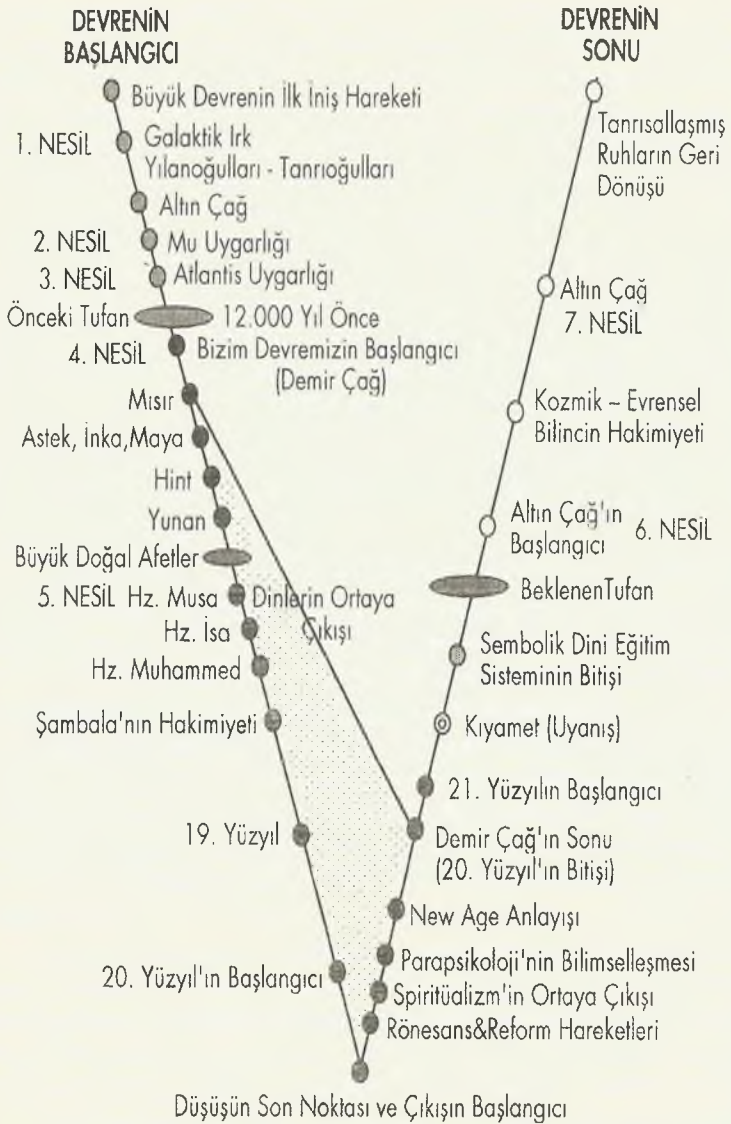 DEVRENİN
BAŞLANGICI
Büyük Devrenin İlk İniş Hareketi
1. NESİL
Galaktik Irk
Yılanoğulları - Tanrıoğulları
Altın Çağ
2. NESİL
Mu Uygarlığı
3. NESİL
Atlantis Uygarlığı
Önceki Tufan
12.000 Yıl Önce
4. NESİL
Bizim Devremizin Başlangıcı
(Demir Çağ)
Mısır
Astek, İnka,Maya
Hint
Yunan
Büyük Doğal Afetler
5. NESİL
Hz. Musa
Dinlerin Ortaya
Çıkışı
Hz. İsa
Hz. Muhammed
Şambala'nın Hakimiyeti
19. Yüzyıl
20. Yüzyıl'ın Başlangıcı
DEVRENİN
SONU
Tanrısallaşmış
Ruhların Geri
Dönüşü
Altın Çağ
7. NESİL
Kozmik – Evrensel
Bilincin Hakimiyeti
Altın Çağ'ın
Başlangıcı
6. NESİL
BeklenenTufan
Sembolik Dini Eğitim
Sisteminin Bitişi
Kıyamet (Uyanış)
21. Yüzyılın Başlangıcı
Demir Çağ'ın Sonu
(20. Yüzyıl'ın Bitişi)
New Age Anlayışı
Parapsikoloji'nin Bilimselleşmesi
Spiritüalizm'in Ortaya Çıkışı
Rönesans&Reform Hareketleri
Düşüşün Son Noktası ve Çıkışın Başlangıcı